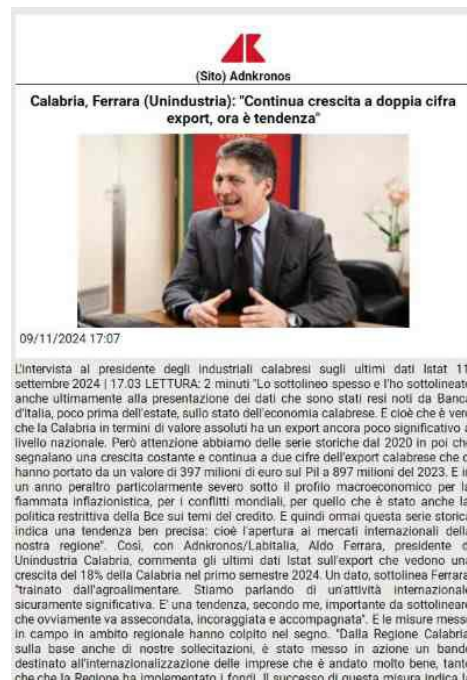 (Sito) Adnkronos
Calabria, Ferrara (Unindustria): "Continua crescita a doppia cifra
export, ora è tendenza"
09/11/2024 17:07
L'intervista al presidente degli industriali calabresi sugli ultimi dati Istat 11
settembre 2024 | 17.03 LETTURA: 2 minuti "Lo sottolineo spesso e l'ho sottolineato
anche ultimamente alla presentazione dei dati che sono stati resi noti da Banca
d'Italia, poco prima dell'estate, sullo stato dell'economia calabrese. E cioè che è vero
che la Calabria in termini di valore assoluti ha un export ancora poco significativo a
livello nazionale. Però attenzione abbiamo delle serie storiche dal 2020 in poi che
segnalano una crescita costante e continua a due cifre dell'export calabrese che ci
hanno portato da un valore di 397 milioni di euro sul Pil a 897 milioni del 2023. E in
un anno peraltro particolarmente severo sotto il profilo macroeconomico per la
fiammata inflazionistica, per i conflitti mondiali, per quello che è stato anche la
politica restrittiva della Bce sui temi del credito. E quindi ormai questa serie storica
indica una tendenza ben precisa: cioè l'apertura ai mercati internazionali della
nostra regione". Così, con Adnkronos/Labitalia, Aldo Ferrara, presidente di
Unindustria Calabria, commenta gli ultimi dati Istat sull'export che vedono una
crescita del 18% della Calabria nel primo semestre 2024. Un dato, sottolinea Ferrara,
"trainato dall'agroalimentare. Stiamo parlando di un'attività internazionale
sicuramente significativa. E' una tendenza, secondo me, importante da sottolineare
che ovviamente va assecondata, incoraggiata e accompagnata". E le misure messe
in campo in ambito regionale hanno colpito nel segno. "Dalla Regione Calabria,
sulla base anche di nostre sollecitazioni, è stato messo in azione un bando
destinato all'internazionalizzazione delle imprese che è andato molto bene, tanto
che che la Regione ha implementato i fondi. Il successo di questa misura indica